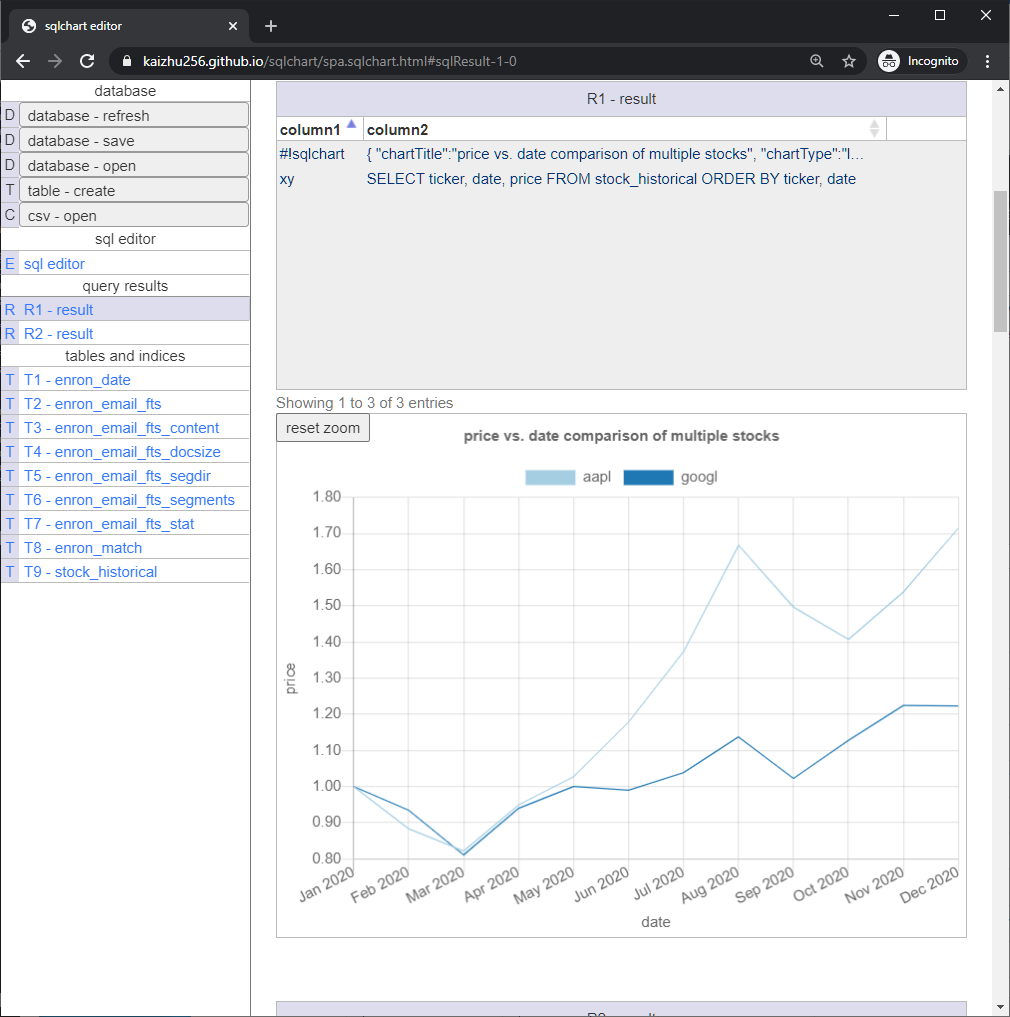 sqlchart editor
kaizhu256.github.io/sqlchart/spa.sqlchart.html#sqlResult-1-0
Incognito
database
D database - refresh
D database - save
D database - open
T table - create
C csv - open
sql editor
E sql editor
query results
R R1 - result
R R2 - result
tables and indices
T T1 - enron_date
T T2 - enron_email_fts
T T3 - enron_email_fts_content
T T4 - enron_email_fts_docsize
T T5 - enron_email_fts_segdir
T T6 - enron_email_fts_segments
T T7 - enron_email_fts_stat
T T8 - enron_match
T T9 - stock_historical
R1 - result
column1 column2
#!sqlchart { "chartTitle":"price vs. date comparison of multiple stocks", "chartType":"l…
xy SELECT ticker, date, price FROM stock_historical ORDER BY ticker, date
Showing 1 to 3 of 3 entries
reset zoom
price vs. date comparison of multiple stocks
aapl googl
1.80
1.70
1.60
1.50
1.40
1.30
1.20
1.10
1.00
0.90
0.80
price
Jan 2020 Feb 2020 Mar 2020 Apr 2020 May 2020 Jun 2020 Jul 2020 Aug 2020 Sep 2020 Oct 2020 Nov 2020 Dec 2020
date